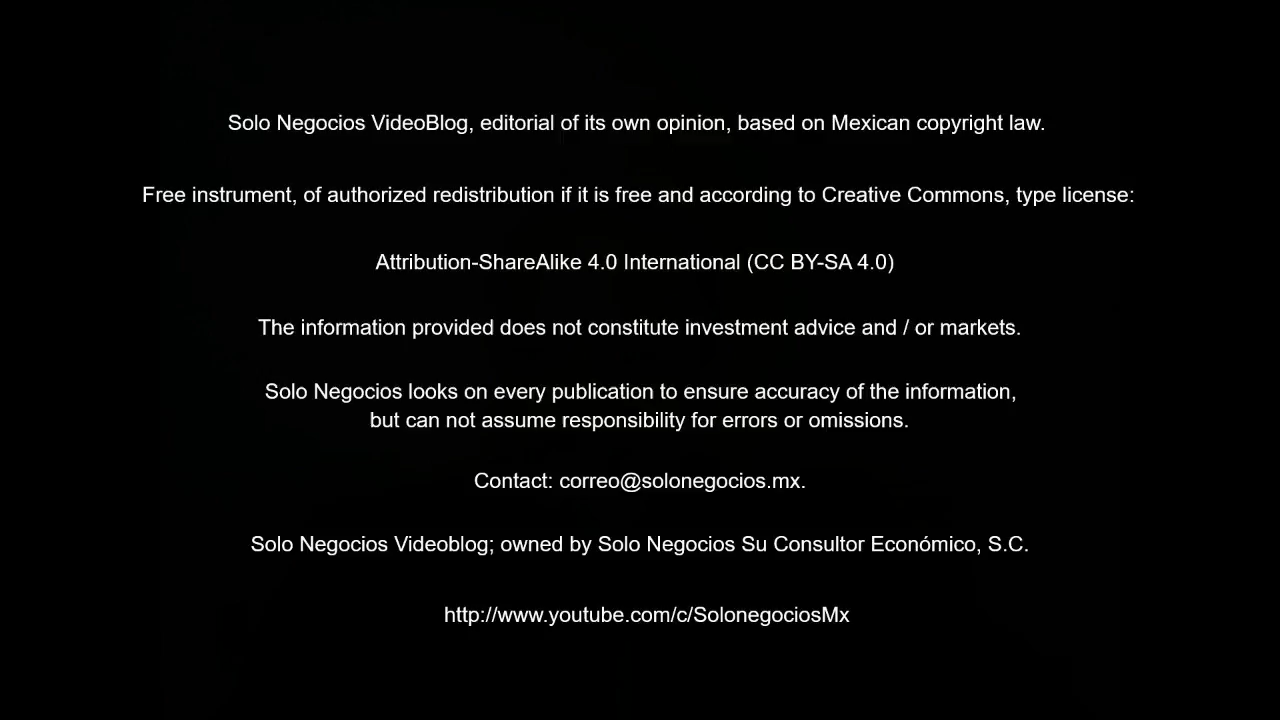 Solo Negocios VideoBlog, editorial of its own opinion, based on Mexican copyright law.
Free instrument, of authorized redistribution if it is free and according to Creative Commons, type license:
Attribution-ShareAlike 4.0 International (CC BY-SA 4.0)
The information provided does not constitute investment advice and / or markets.
Solo Negocios looks on every publication to ensure accuracy of the information,
but can not assume responsibility for errors or omissions.
Contact: correo@solonegocios.mx.
Solo Negocios Videoblog; owned by Solo Negocios Su Consultor Económico, S.C.
http://www.youtube.com/c/SolonegociosMx